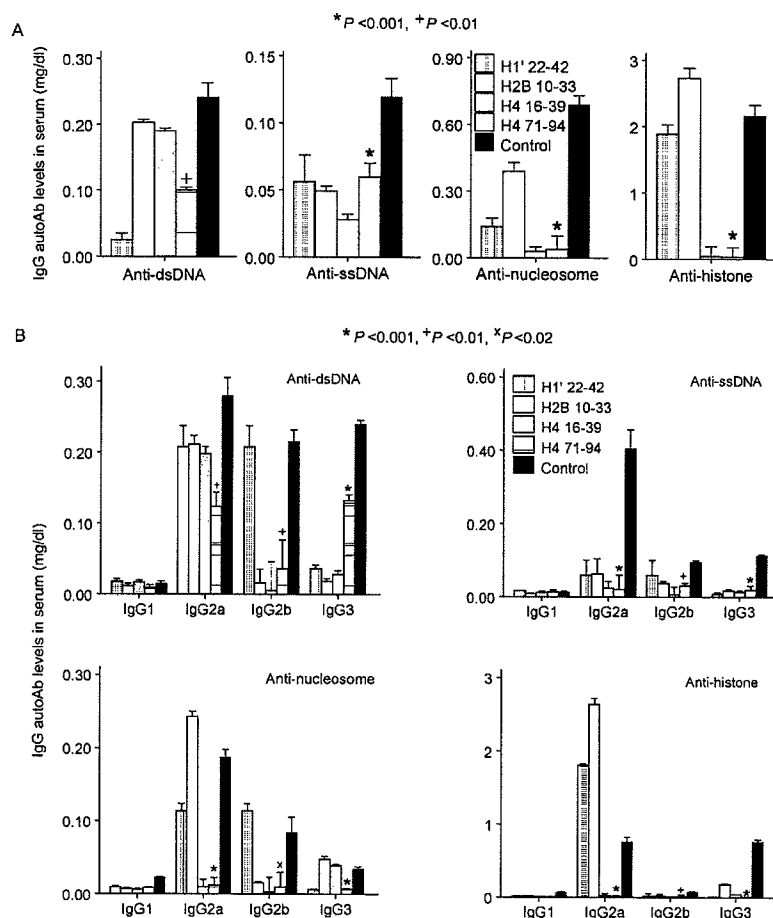 A
*P <0.001, +P <0.01
IgG autoAb levels in serum (mg/dl)
0.30
0.20
0.10
0.00
Anti-dsDNA
0.15
0.10
0.05
0.00
Anti-ssDNA
0.90
0.60
0.30
0.00
Anti-nucleosome
H1' 22-42
H2B 10-33
H4 16-39
H4 71-94
Control
3
2
1
0
Anti-histone
B
*P <0.001, +P <0.01, xP <0.02
IgG autoAb levels in serum (mg/dl)
Anti-dsDNA
0.30
0.20
0.10
0.00
IgG1 IgG2a IgG2b IgG3
Anti-ssDNA
0.60
0.40
0.20
0.00
H1' 22-42
H2B 10-33
H4 16-39
H4 71-94
Control
IgG1 IgG2a IgG2b IgG3
IgG autoAb levels in serum (mg/dl)
Anti-nucleosome
0.30
0.20
0.10
0.00
IgG1 IgG2a IgG2b IgG3
Anti-histone
3
2
1
0
IgG1 IgG2a IgG2b IgG3